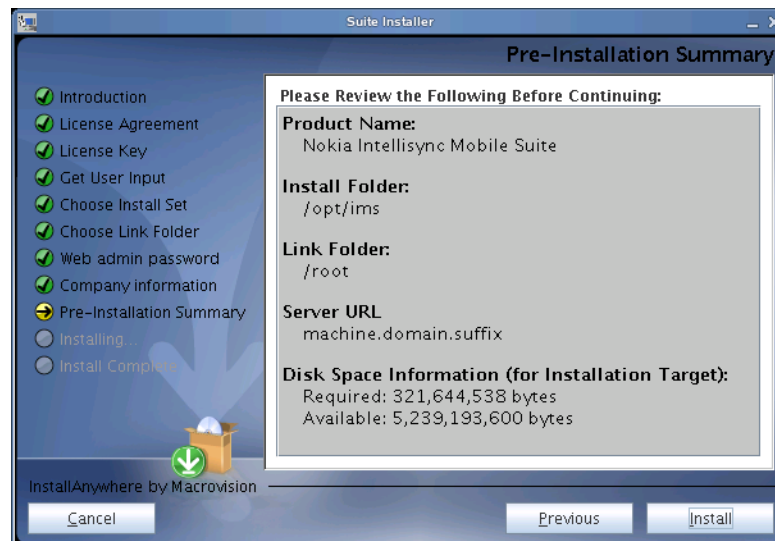 Suite Installer
Pre-Installation Summary
Introduction
License Agreement
License Key
Get User Input
Choose Install Set
Choose Link Folder
Web admin password
Company information
Pre-Installation Summary
Installing...
Install Complete
Please Review the Following Before Continuing:
Product Name:
Nokia Intellisync Mobile Suite
Install Folder:
/opt/ims
Link Folder:
/root
Server URL
machine.domain.suffix
Disk Space Information (for Installation Target):
Required: 321,644,538 bytes
Available: 5,239,193,600 bytes
InstallAnywhere by Macrovision
Cancel
Previous
Install